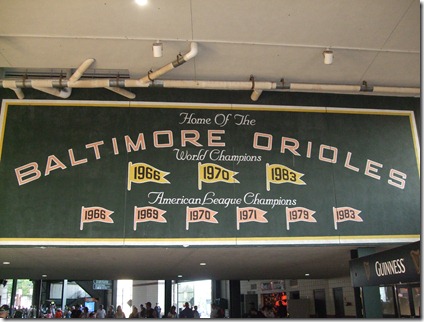 Home Of The
BALTIMORE ORIOLES
World Champions
1966 1970 1983
American League Champions
1966 1969 1970 1971 1979 1983
GUINNESS